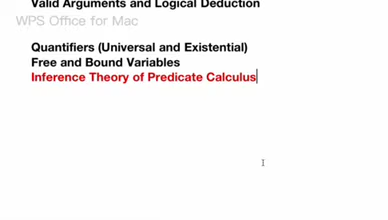 Valid Arguments and Logical Deduction
WPS Office for Mac
Quantifiers (Universal and Existential)
Free and Bound Variables
Inference Theory of Predicate Calculus